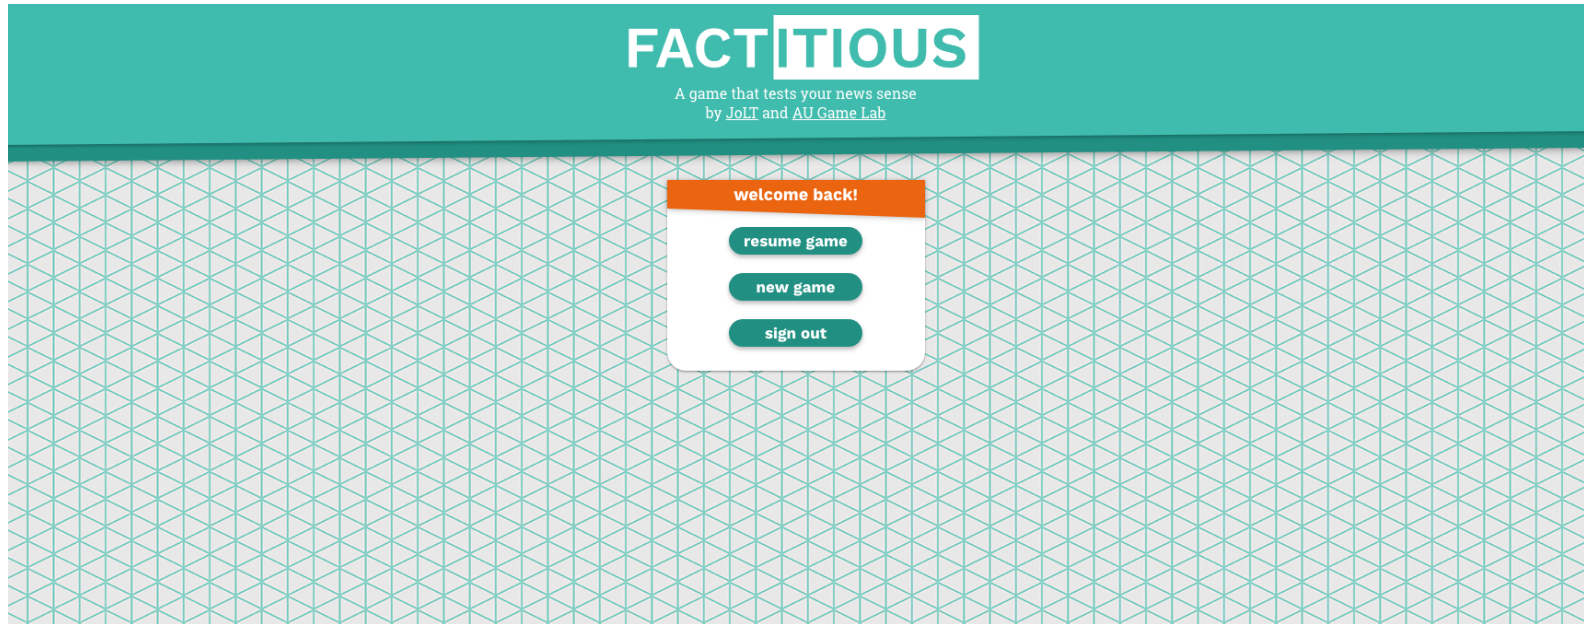 FACTITIOUS
A game that tests your news sense
by JoLT and AU Game Lab
welcome back!
resume game
new game
sign out